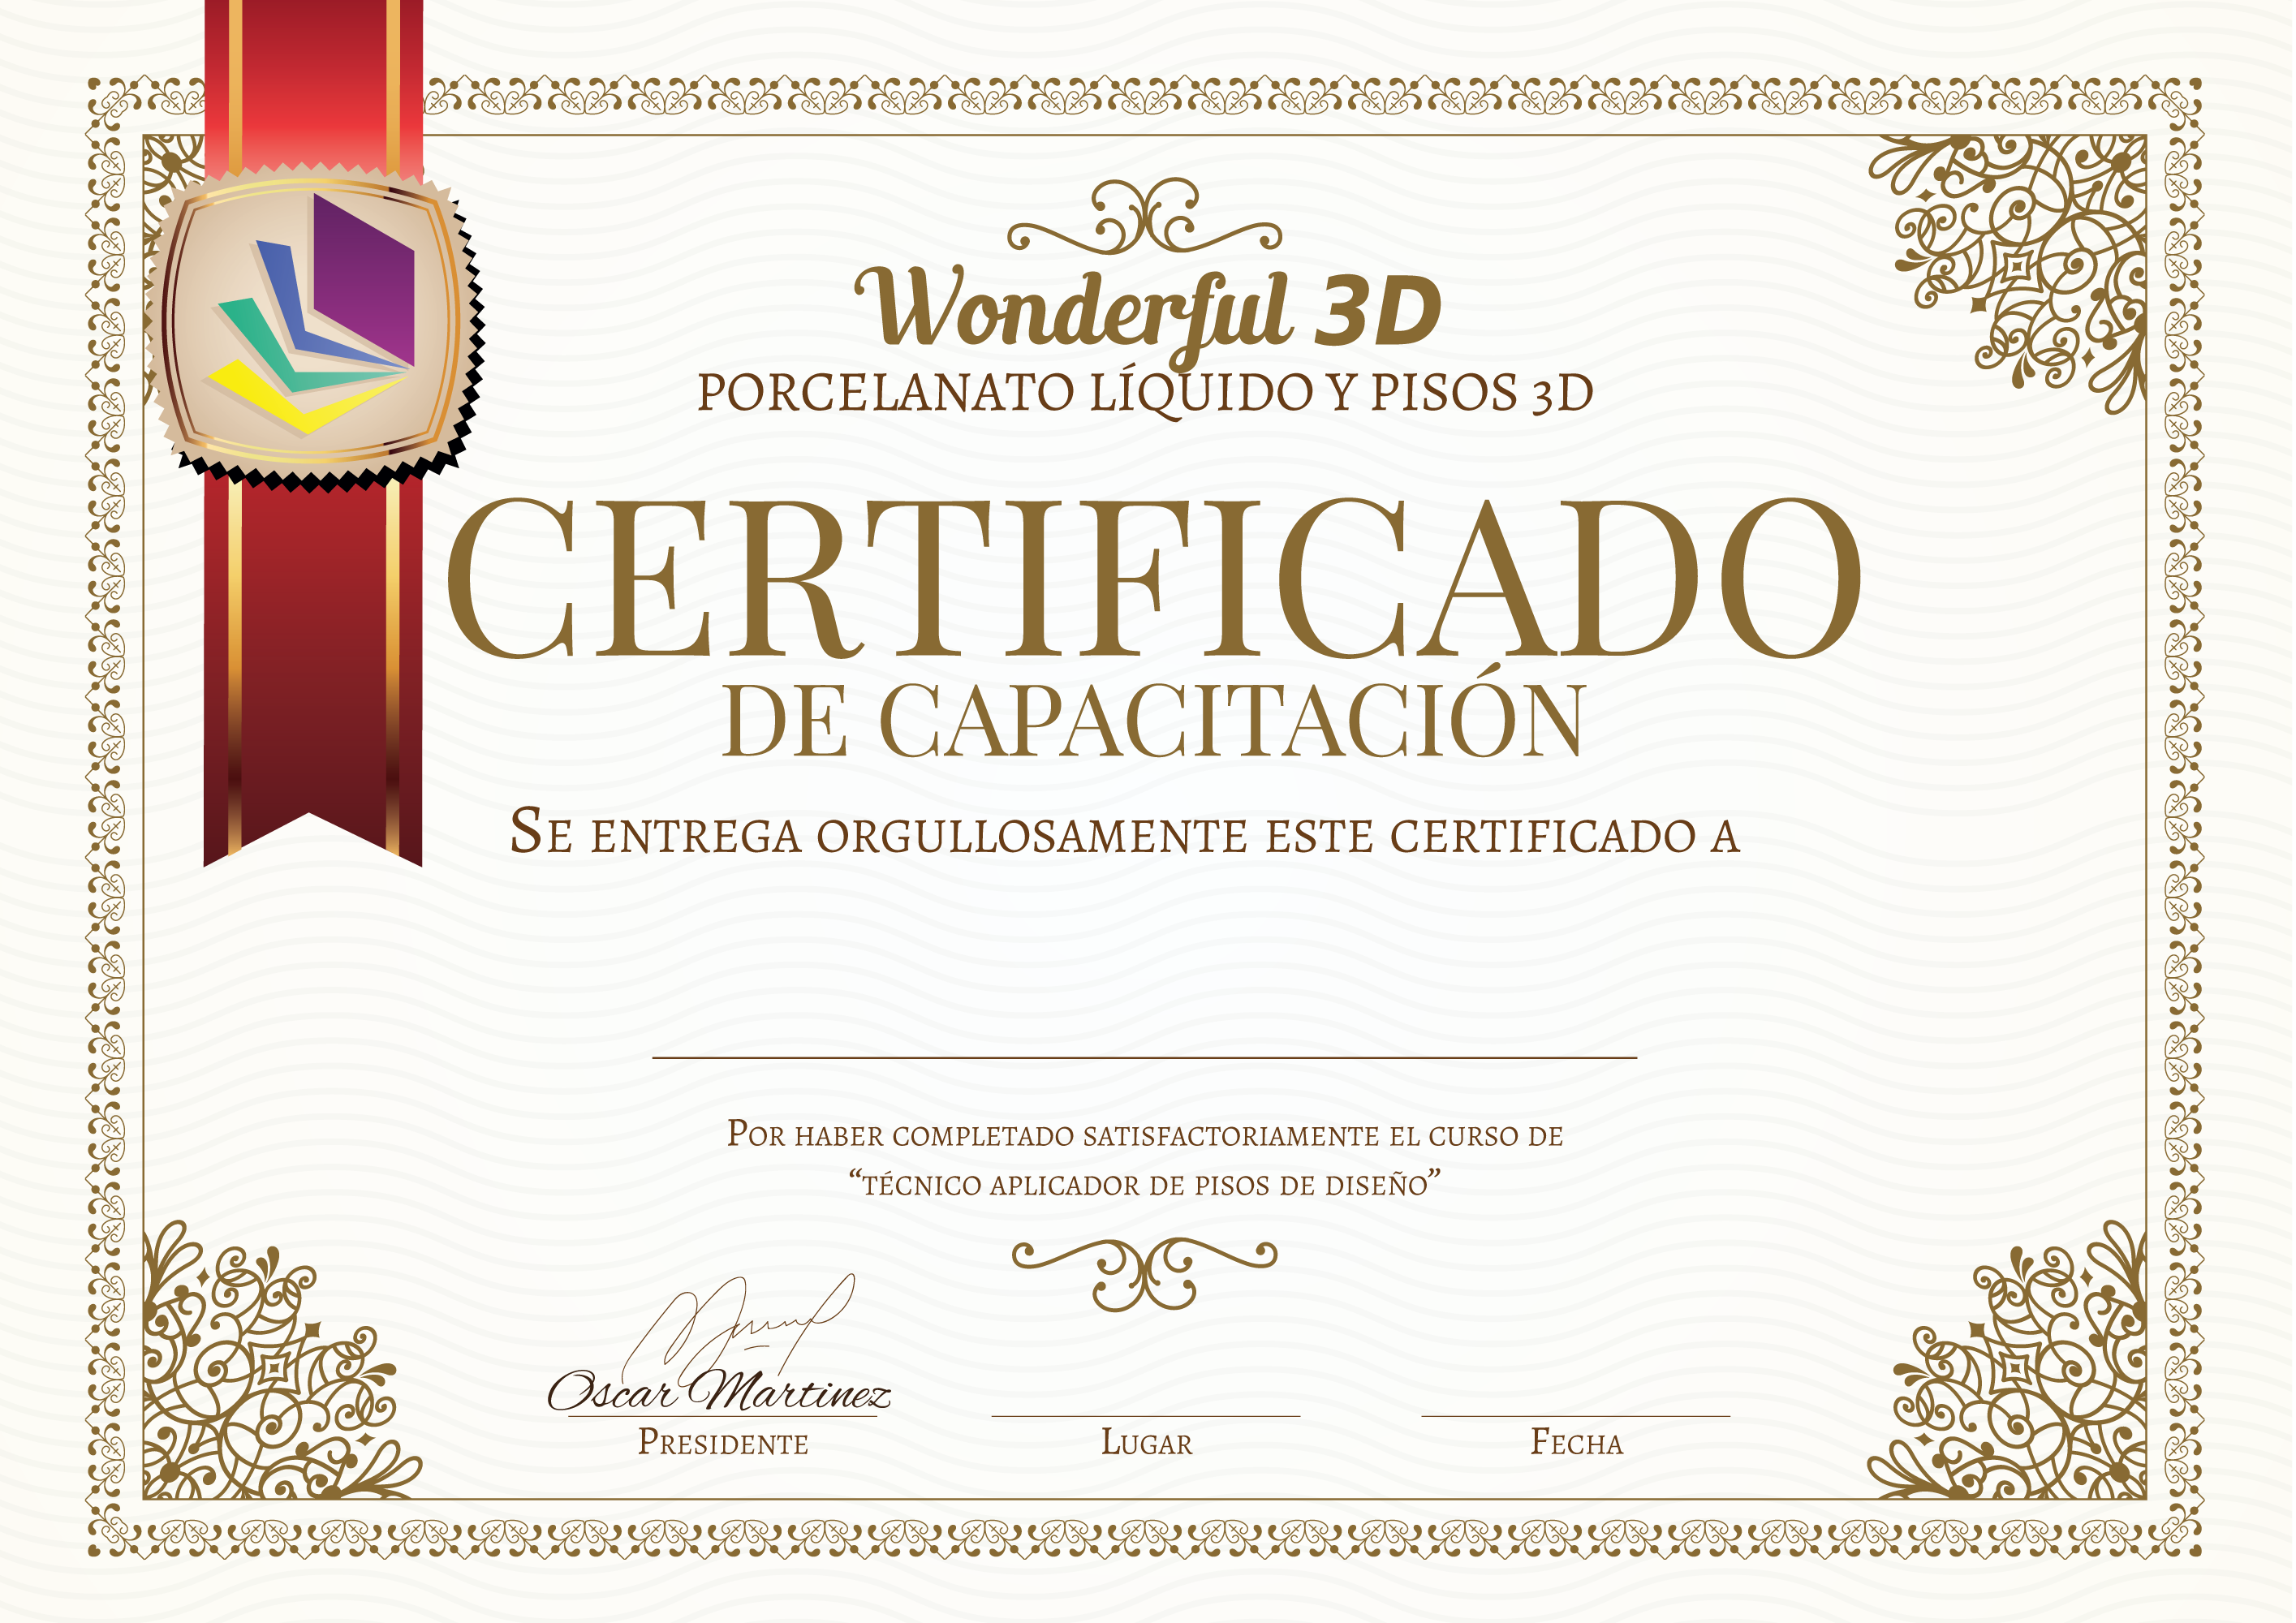 Wonderful 3D
PORCELANATO LÍQUIDO Y PISOS 3D
CERTIFICADO
DE CAPACITACIÓN
Se entrega orgullosamente este certificado a
Por haber completado satisfactoriamente el curso de
“técnico aplicador de pisos de diseño”
Oscar Martinez
Presidente
Lugar
Fecha